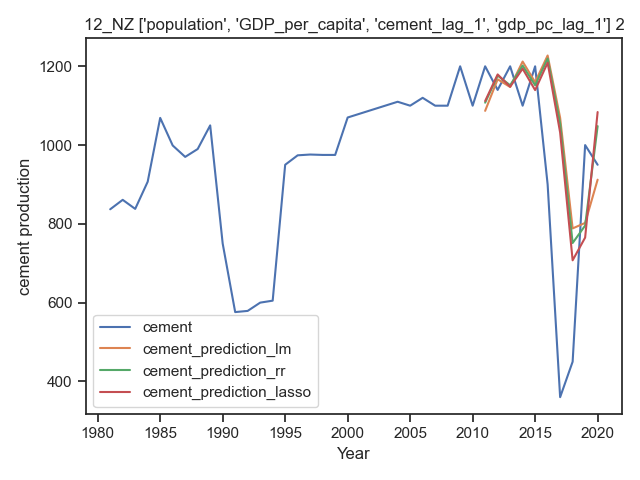 12_NZ ['population', 'GDP_per_capita', 'cement_lag_1', 'gdp_pc_lag_1'] 2
1200
1000
800
600
400
cement production
cement
cement_prediction_lm
cement_prediction_rr
cement_prediction_lasso
1980 1985 1990 1995 2000 2005 2010 2015 2020
Year